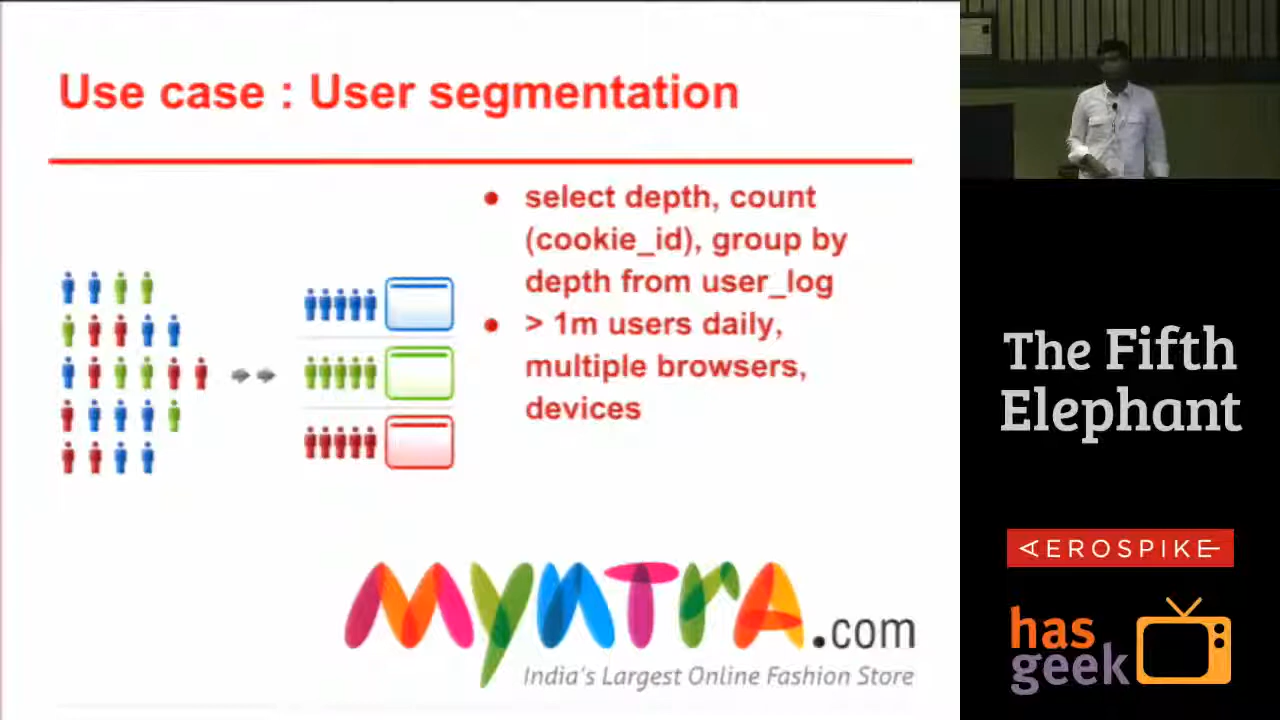 Use case : User segmentation
● select depth, count
(cookie_id), group by
depth from user_log
● > 1m users daily,
multiple browsers,
devices
myntra.com
India's Largest Online Fashion Store
The Fifth
Elephant
AEROSPIKE
has
geek